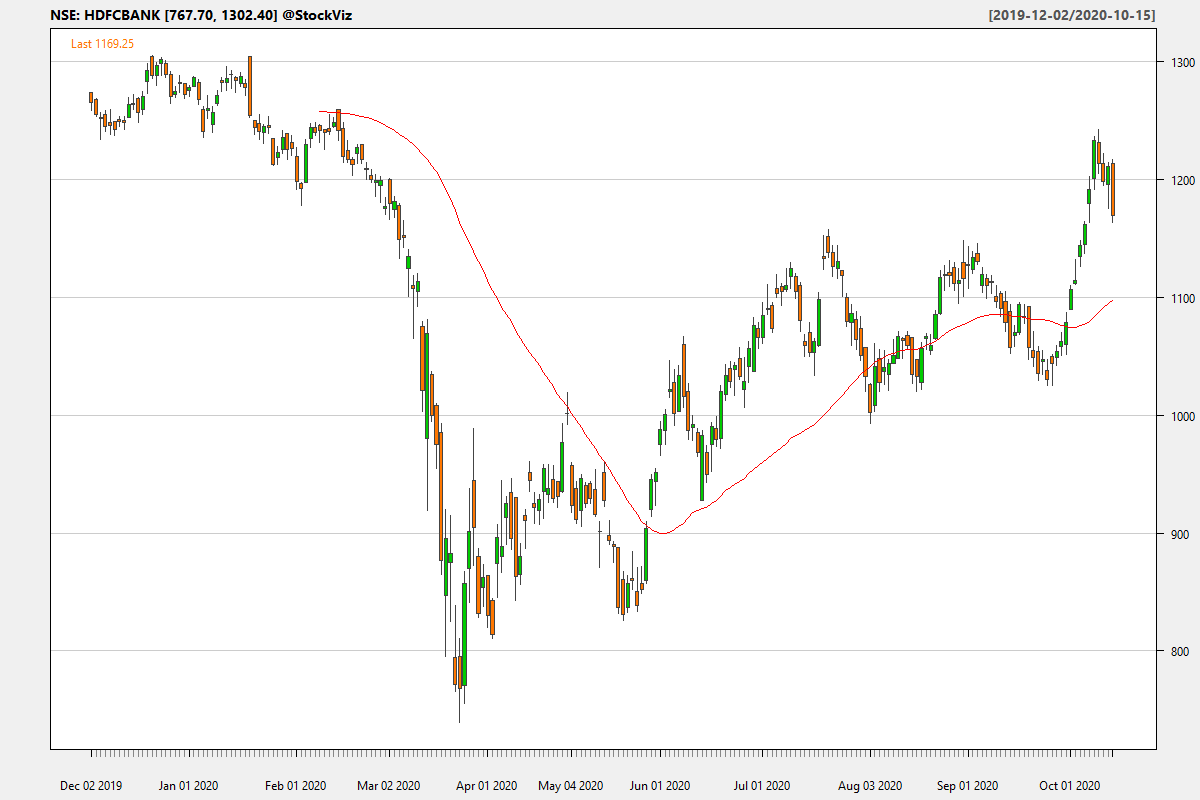 NSE: HDFCBANK [767.70, 1302.40] @StockViz [2019-12-02/2020-10-15]
Last 1169.25
1300
1200
1100
1000
900
800
Dec 02 2019 Jan 01 2020 Feb 01 2020 Mar 02 2020 Apr 01 2020 May 04 2020 Jun 01 2020 Jul 01 2020 Aug 03 2020 Sep 01 2020 Oct 01 2020